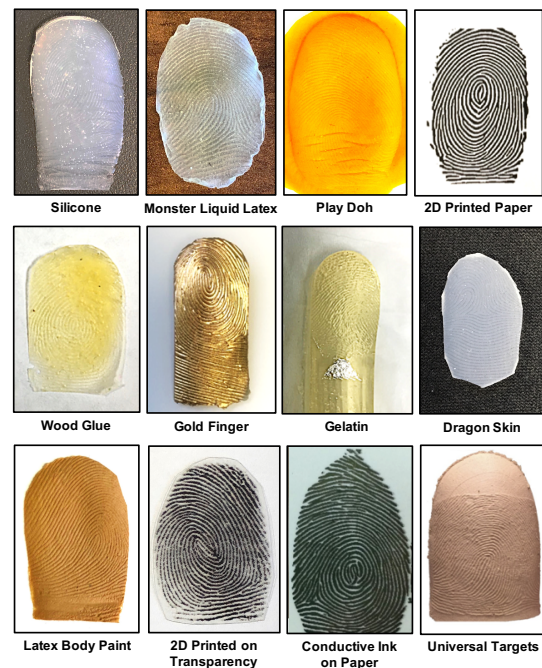 Silicone
Monster Liquid Latex
Play Doh
2D Printed Paper
Wood Glue
Gold Finger
Gelatin
Dragon Skin
Latex Body Paint
2D Printed on
Transparency
Conductive Ink
on Paper
Universal Targets